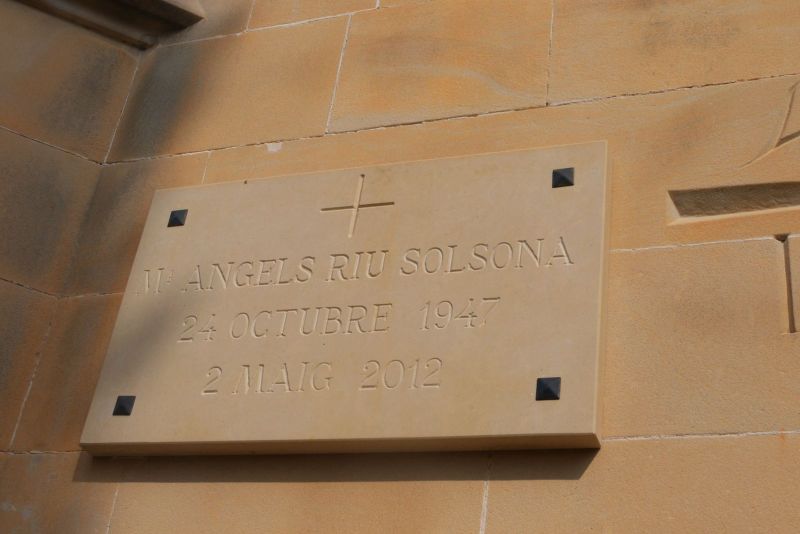 Mª ANGELS RIU SOLSONA
24 OCTUBRE 1947
2 MAIG 2012